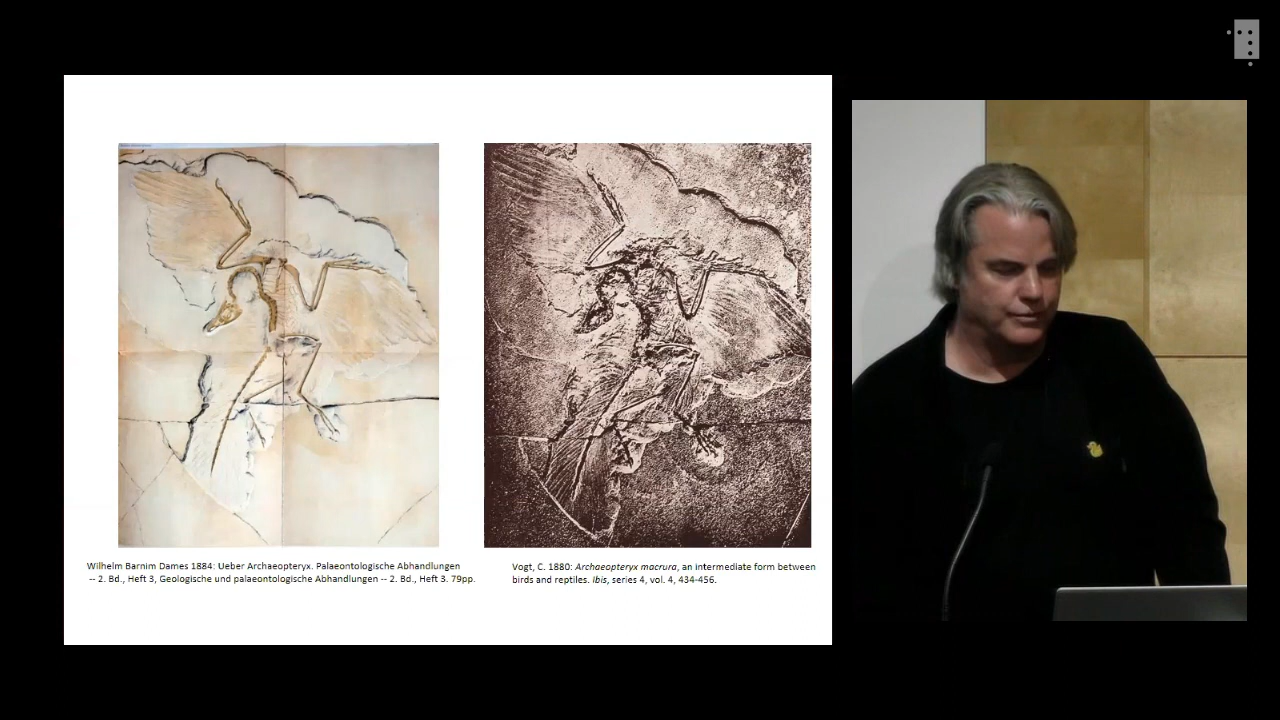 Wilhelm Barnim Dames 1884: Ueber Archaeopteryx. Palaeontologische Abhandlungen
-- 2. Bd., Heft 3, Geologische und palaeontologische Abhandlungen -- 2. Bd., Heft 3. 79pp.
Vogt, C. 1880: Archaeopteryx macrura, an intermediate form between
birds and reptiles. Ibis, series 4, vol. 4, 434-456.